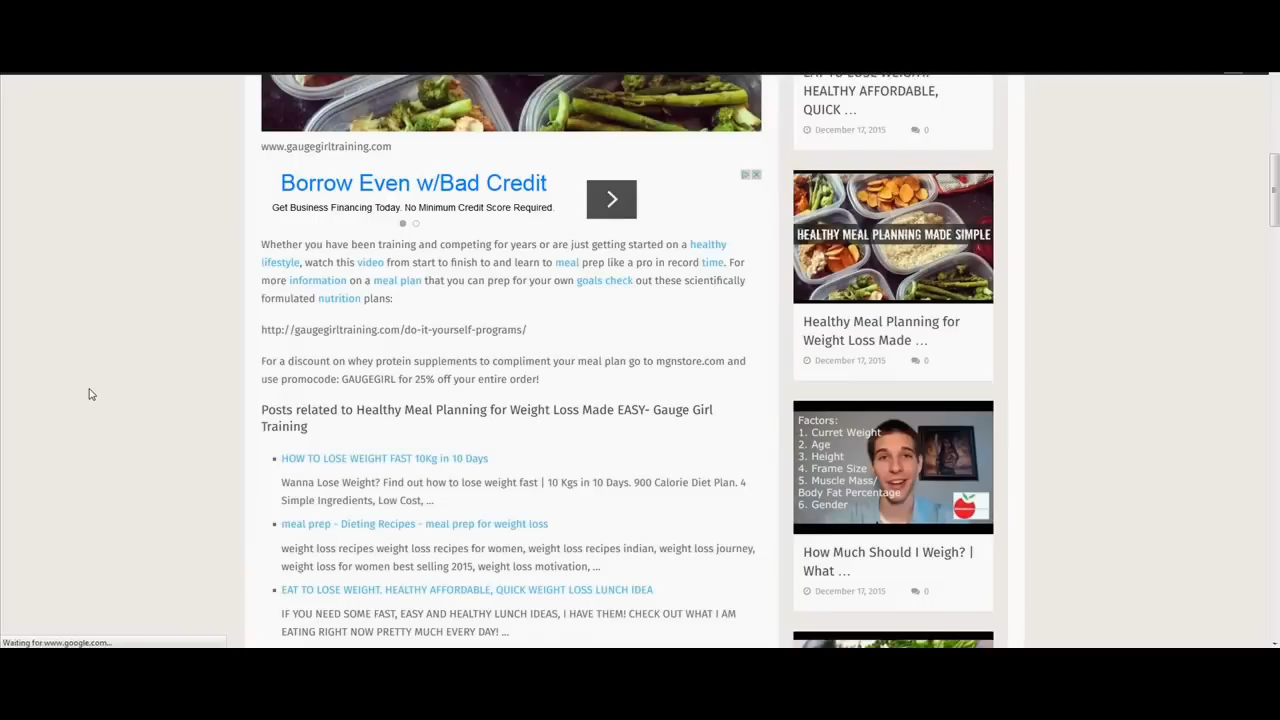 www.gaugegirltraining.com
Borrow Even w/Bad Credit
Get Business Financing Today. No Minimum Credit Score Required.
Whether you have been training and competing for years or are just getting started on a healthy
lifestyle, watch this video from start to finish to and learn to meal prep like a pro in record time. For
more information on a meal plan that you can prep for your own goals check out these scientifically
formulated nutrition plans:
http://gaugegirltraining.com/do-it-yourself-programs/
For a discount on whey protein supplements to compliment your meal plan go to mgnstore.com and
use promocode: GAUGEGIRL for 25% off your entire order!
Posts related to Healthy Meal Planning for Weight Loss Made EASY- Gauge Girl
Training
HOW TO LOSE WEIGHT FAST 10Kg in 10 Days
Wanna Lose Weight? Find out how to lose weight fast | 10 Kgs in 10 Days. 900 Calorie Diet Plan. 4
Simple Ingredients, Low Cost, ...
meal prep - Dieting Recipes - meal prep for weight loss
weight loss recipes weight loss recipes for women, weight loss recipes indian, weight loss journey,
weight loss for women best selling 2015, weight loss motivation, ...
EAT TO LOSE WEIGHT. HEALTHY AFFORDABLE, QUICK WEIGHT LOSS LUNCH IDEA
IF YOU NEED SOME FAST, EASY AND HEALTHY LUNCH IDEAS, I HAVE THEM! CHECK OUT WHAT I AM
EATING RIGHT NOW PRETTY MUCH EVERY DAY! ...
EAT TO LOSE WEIGHT.
HEALTHY AFFORDABLE,
QUICK ...
December 17, 2015 0
HEALTHY MEAL PLANNING MADE SIMPLE
Healthy Meal Planning for
Weight Loss Made ...
December 17, 2015 0
Factors:
1. Curret Weight
2. Age
3. Height
4. Frame Size
5. Muscle Mass/
Body Fat Percentage
6. Gender
How Much Should I Weigh? |
What ...
December 17, 2015 0
Waiting for www.google.com...